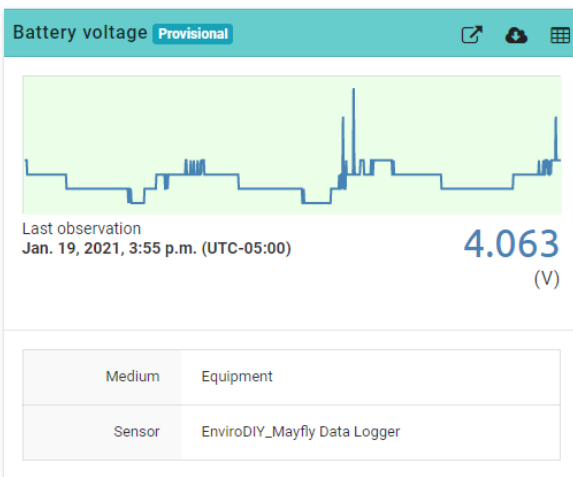 Battery voltage Provisional
Last observation
Jan. 19, 2021, 3:55 p.m. (UTC-05:00)
4.063
(V)
Medium Equipment
Sensor EnviroDIY_Mayfly Data Logger